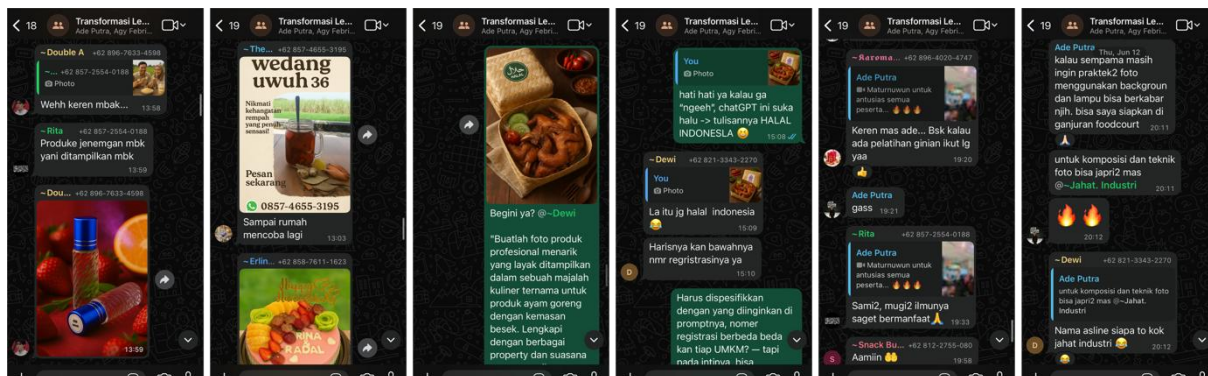 18
Transformasi Le...
Ade Putra, Agy Febri...
~Double A +62 896-7633-4598
~... +62 857-2554-0188
Photo
Wehh keren mbak...
13:58
~Rita +62 857-2554-0188
Produke jenemgan mbk
yani ditampilkan mbk
13:59
~Dou... +62 896-7633-4598
13:59
19
Transformasi Le...
Ade Putra, Agy Febri...
~The... +62 857-4655-3195
wedang
uwuh 36
Nikmati
kehangatan
rempah
yang penuh
sensasi!
Pesan
sekarang
0857-4655-3195
Sampai rumah
mencoba lagi
13:03
~Erlin... +62 858-7611-1623
RINA
RADAL
19
Transformasi Le...
Ade Putra, Agy Febri...
HALAL
Begini ya? @~Dewi
"Buatlah foto produk
profesional menarik
yang layak ditampilkan
dalam sebuah majalah
kuliner ternama untuk
produk ayam goreng
dengan kemasan
besek. Lengkapi
dengan berbagai
property dan suasana
19
Transformasi Le...
Ade Putra, Agy Febri...
You
Photo
hati hati ya kalau ga
"ngeeh", chatGPT ini suka
halu -> tulisannya HALAL
INDONESLA 😄
15:08
~Dewi +62 821-3343-2270
You
Photo
La itu jg halal indonesia
😂
15:09
Harisnya kan bawahnya
nmr regristrasinya ya
15:10
D
Harus dispesifikkan
dengan yang diinginkan di
promptnya, nomer
registrasi berbeda beda
kan tiap UMKM? — tapi
pada intinya, bisa
19
Transformasi Le...
Ade Putra, Agy Febri...
~Raroma... +62 896-4020-4747
Ade Putra
Maturnuwun untuk
antusias semua
peserta... 🔥🔥🔥
Keren mas ade... Bsk kalau
ada pelatihan ginian ikut lg
yaa
19:20
👍
Ade Putra
gass
19:21
~Rita +62 857-2554-0188
Ade Putra
Maturnuwun untuk
antusias semua
peserta... 🔥🔥🔥
Sami2, mugi2 ilmunya
saget bermanfaat🙏
19:33
~Snack Bu... +62 812-2755-080
S
Aamiin 🤲
19:58
19
Transformasi Le...
Ade Putra, Agy Febri...
Ade Putra
Thu, Jun 12
kalau sempama masih
ingin praktek2 foto
menggunakan backgroun
dan lampu bisa berkabar
njih. bisa saya siapkan di
ganjuran foodcourt
20:11
🙏
untuk komposisi dan teknik
foto bisa japri2 mas
@~Jahat. Industri
20:11
🔥🔥
20:12
~Dewi +62 821-3343-2270
Ade Putra
untuk komposisi dan teknik foto
bisa japri2 mas @~Jahat.
Industri
Nama asline siapa to kok
jahat industri 😂
20:12
D
😂